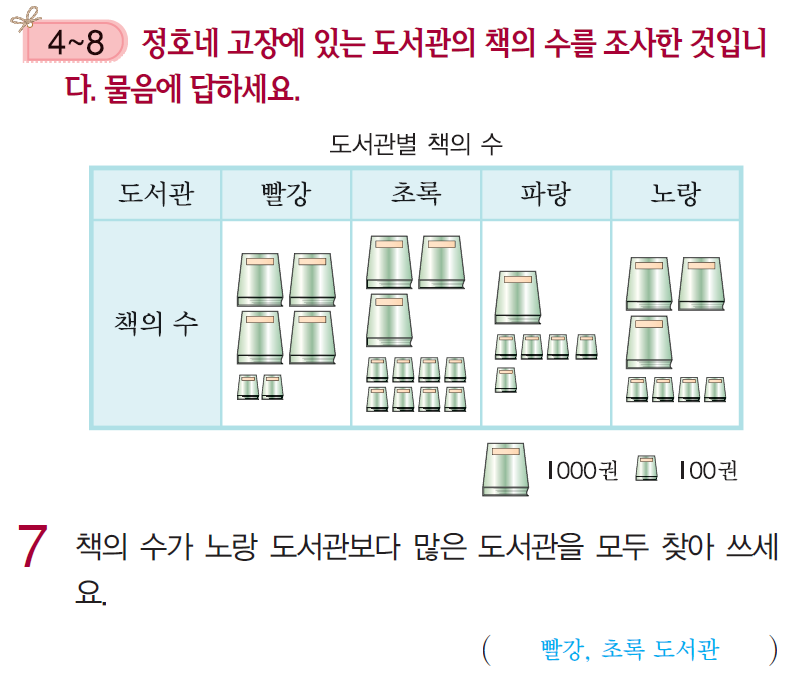 4~8 정호네 고장에 있는 도서관의 책의 수를 조사한 것입니
다. 물음에 답하세요.
도서관별 책의 수
도서관 빨강 초록 파랑 노랑
책의 수
1000권 100권
7 책의 수가 노랑 도서관보다 많은 도서관을 모두 찾아 쓰세
요.
( 빨강, 초록 도서관 )